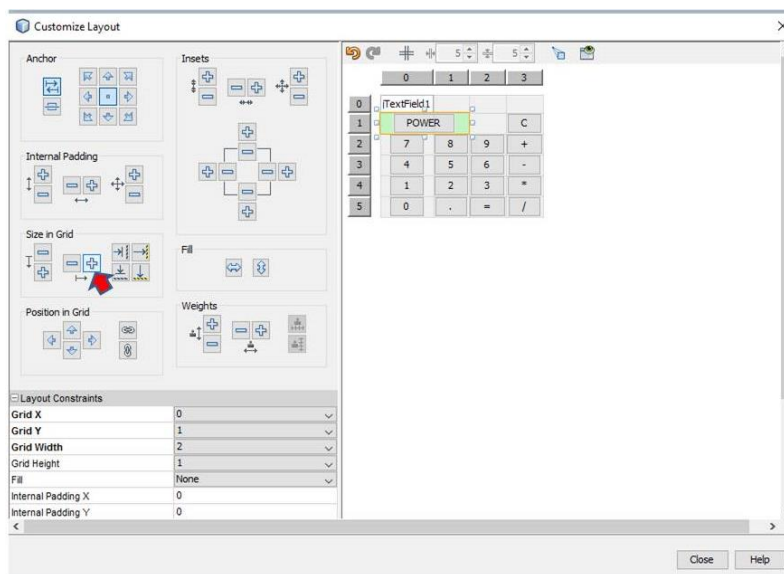 Customize Layout
Anchor
Insets
Internal Padding
Size in Grid
Fill
Position in Grid
Weights
Layout Constraints
Grid X 0
Grid Y 1
Grid Width 2
Grid Height 1
Fill None
Internal Padding X 0
Internal Padding Y 0
5 5
0 1 2 3
0 jTextField1
1 POWER C
2 7 8 9 +
3 4 5 6 -
4 1 2 3 *
5 0 . = /
Close Help